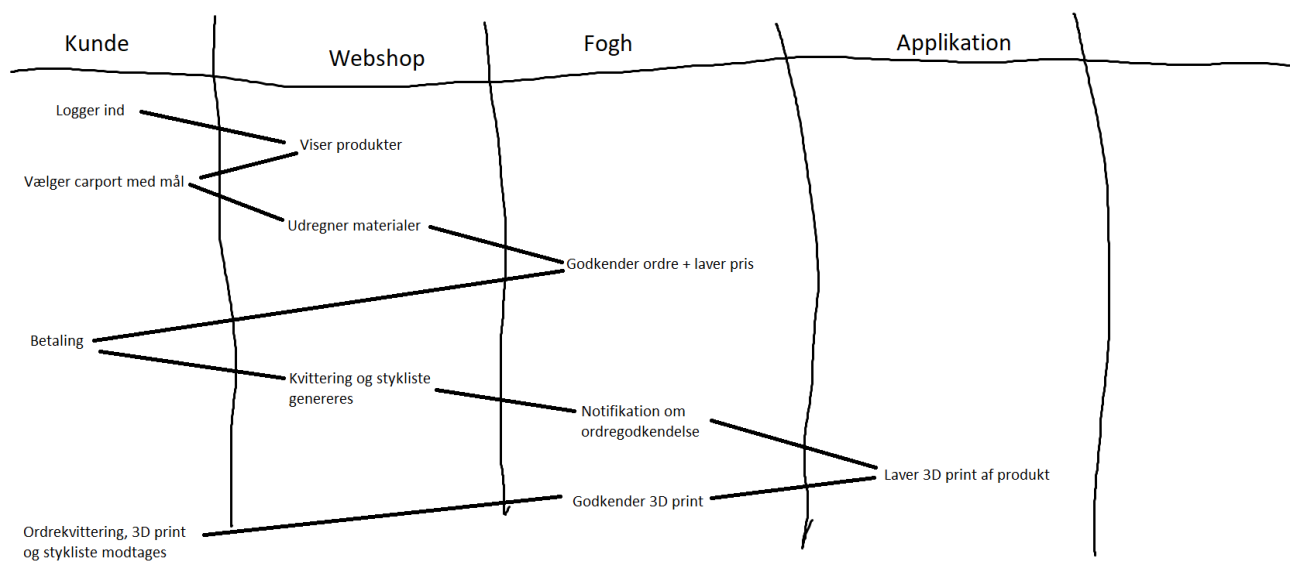 Kunde
Webshop
Fogh
Applikation
Logger ind
Viser produkter
Vælger carport med mål
Udregner materialer
Godkender ordre + laver pris
Betaling
Kvittering og stykliste
genereres
Notifikation om
ordregodkendelse
Laver 3D print af produkt
Godkender 3D print
Ordrekvittering, 3D print
og stykliste modtages